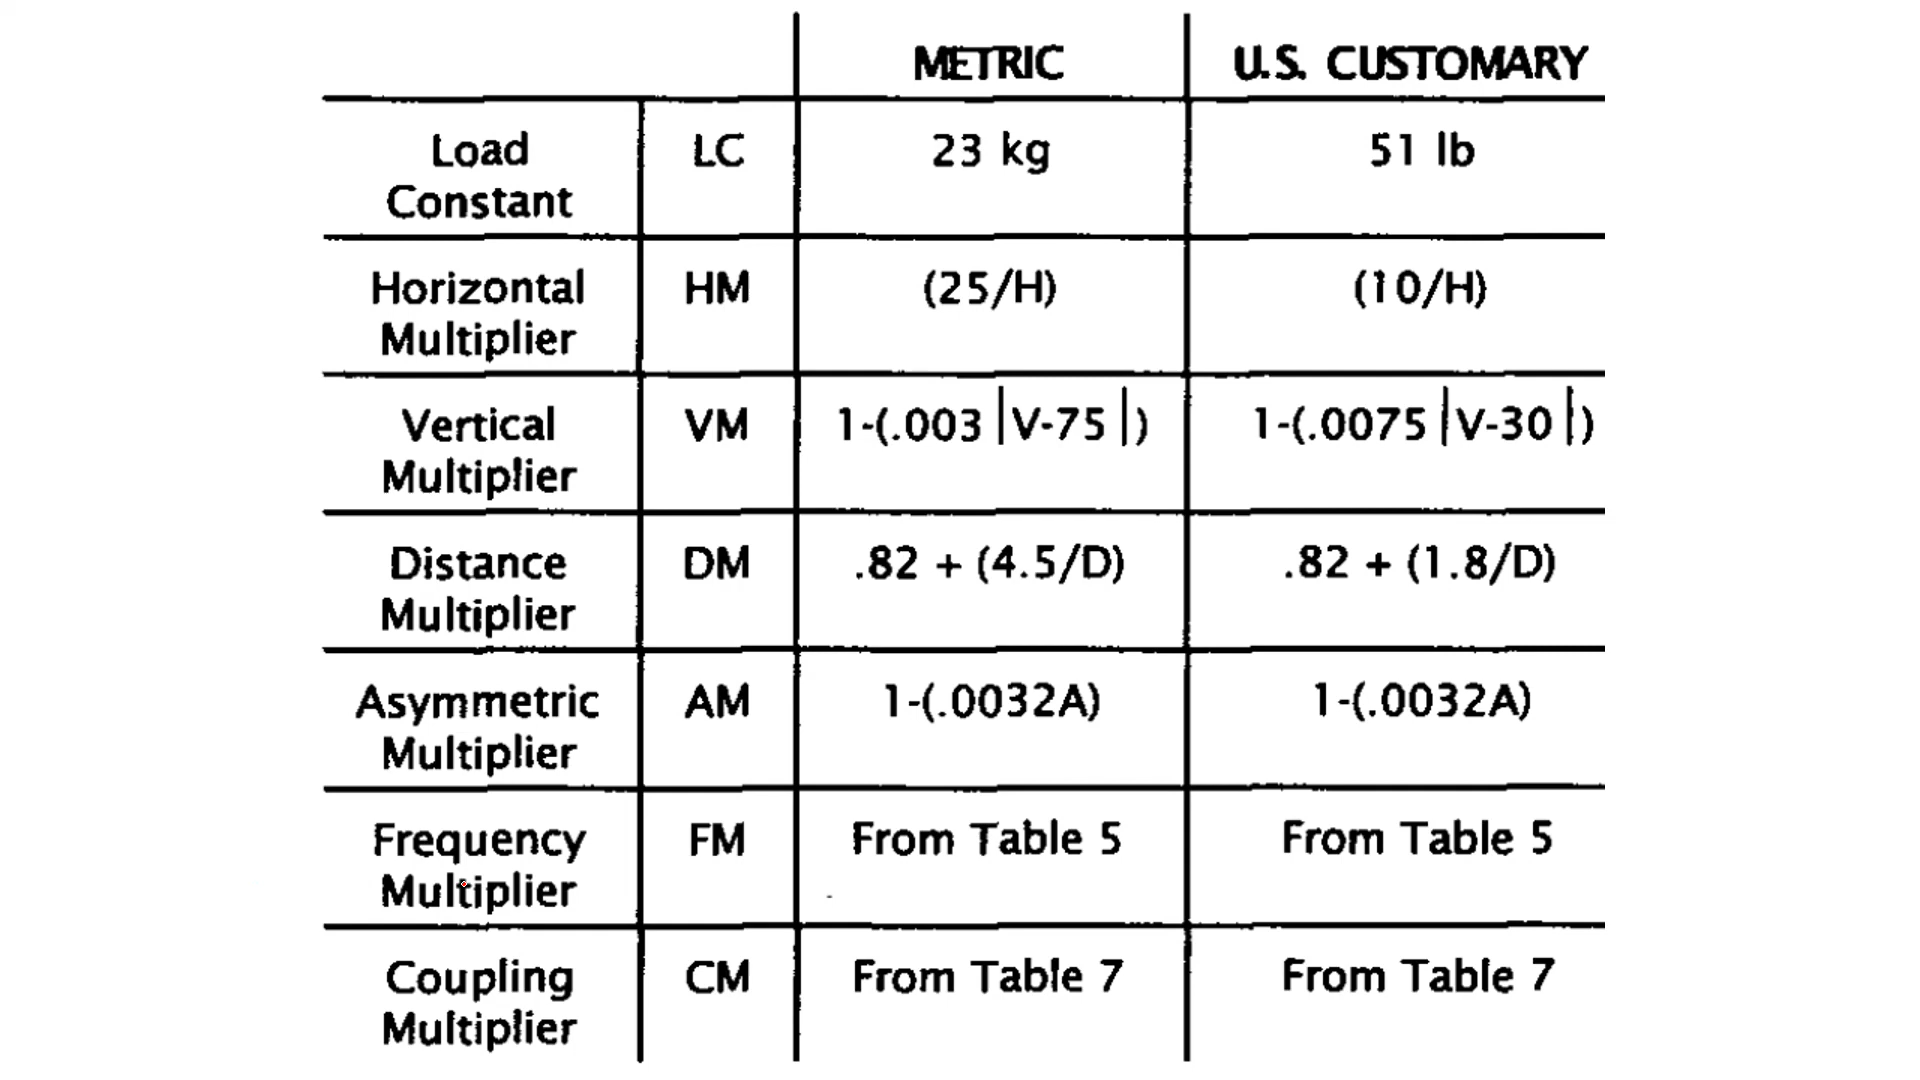 METRIC U.S. CUSTOMARY
Load Constant LC 23 kg 51 lb
Horizontal Multiplier HM (25/H) (10/H)
Vertical Multiplier VM 1-(.003 |V-75|) 1-(.0075 |V-30|)
Distance Multiplier DM .82 + (4.5/D) .82 + (1.8/D)
Asymmetric Multiplier AM 1-(.0032A) 1-(.0032A)
Frequency Multiplier FM From Table 5 From Table 5
Coupling Multiplier CM From Table 7 From Table 7